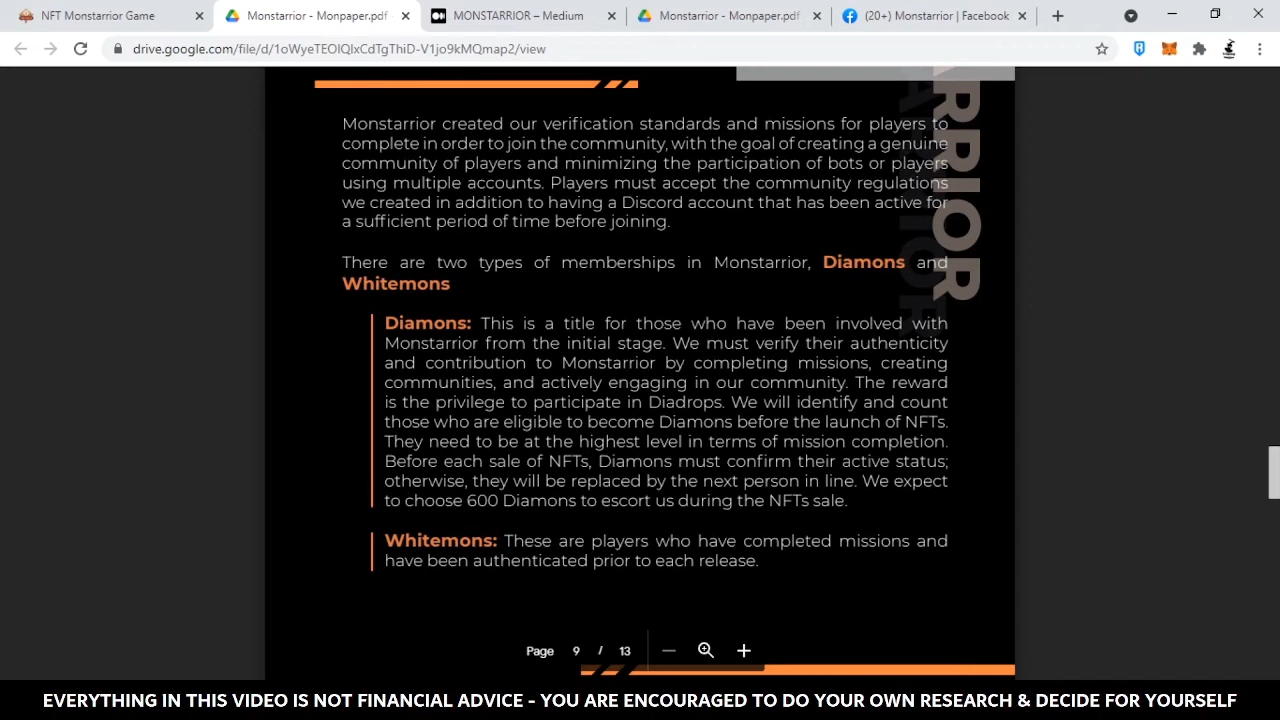 NFT Monstarrior Game
Monstarrior - Monpaper.pdf -
MONSTARRIOR – Medium
Monstarrior - Monpaper.pdf -
(20+) Monstarrior | Facebook
drive.google.com/file/d/1oWyeTEOlQlxCdTgThiD-V1jo9kMQmap2/view
ARRIOR
Monstarrior created our verification standards and missions for players to
complete in order to join the community, with the goal of creating a genuine
community of players and minimizing the participation of bots or players
using multiple accounts. Players must accept the community regulations
we created in addition to having a Discord account that has been active for
a sufficient period of time before joining.
There are two types of memberships in Monstarrior, Diamons and
Whitemons
Diamons: This is a title for those who have been involved with
Monstarrior from the initial stage. We must verify their authenticity
and contribution to Monstarrior by completing missions, creating
communities, and actively engaging in our community. The reward
is the privilege to participate in Diadrops. We will identify and count
those who are eligible to become Diamons before the launch of NFTs.
They need to be at the highest level in terms of mission completion.
Before each sale of NFTs, Diamons must confirm their active status;
otherwise, they will be replaced by the next person in line. We expect
to choose 600 Diamons to escort us during the NFTs sale.
Whitemons: These are players who have completed missions and
have been authenticated prior to each release.
Page 9 / 13
EVERYTHING IN THIS VIDEO IS NOT FINANCIAL ADVICE - YOU ARE ENCOURAGED TO DO YOUR OWN RESEARCH & DECIDE FOR YOURSELF